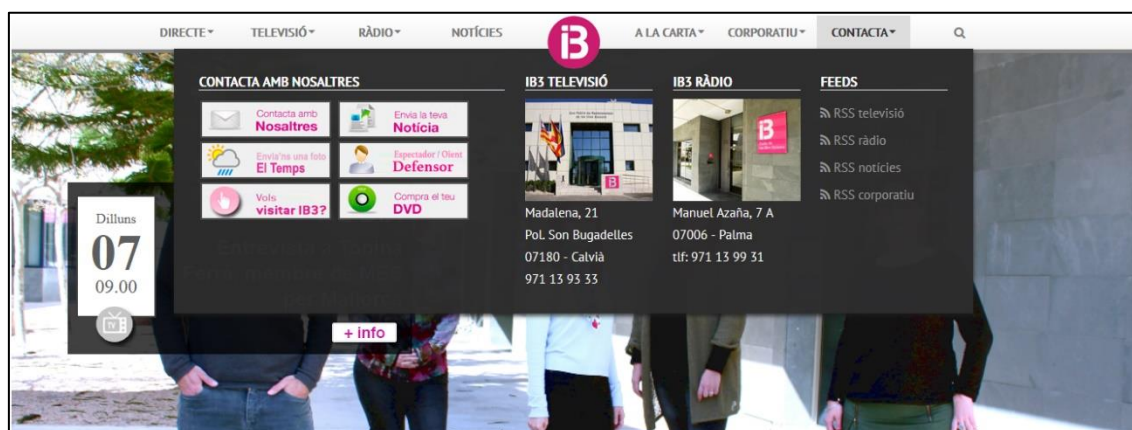 DIRECTE
TELEVISIÓ
RÀDIO
NOTÍCIES
iB3
A LA CARTA
CORPORATIU
CONTACTA
CONTACTA AMB NOSALTRES
Contacta amb
Nosaltres
Envia la teva
Notícia
Envia'ns una foto
El Temps
Espectador / Oient
Defensor
Vols
visitar IB3?
Compra el teu
DVD
IB3 TELEVISIÓ
Madalena, 21
Pol. Son Bugadelles
07180 - Calvià
971 13 93 33
IB3 RÀDIO
Manuel Azaña, 7 A
07006 - Palma
tlf: 971 13 99 31
FEEDS
RSS televisió
RSS ràdio
RSS notícies
RSS corporatiu
Dilluns
07
09.00
TV
+ info